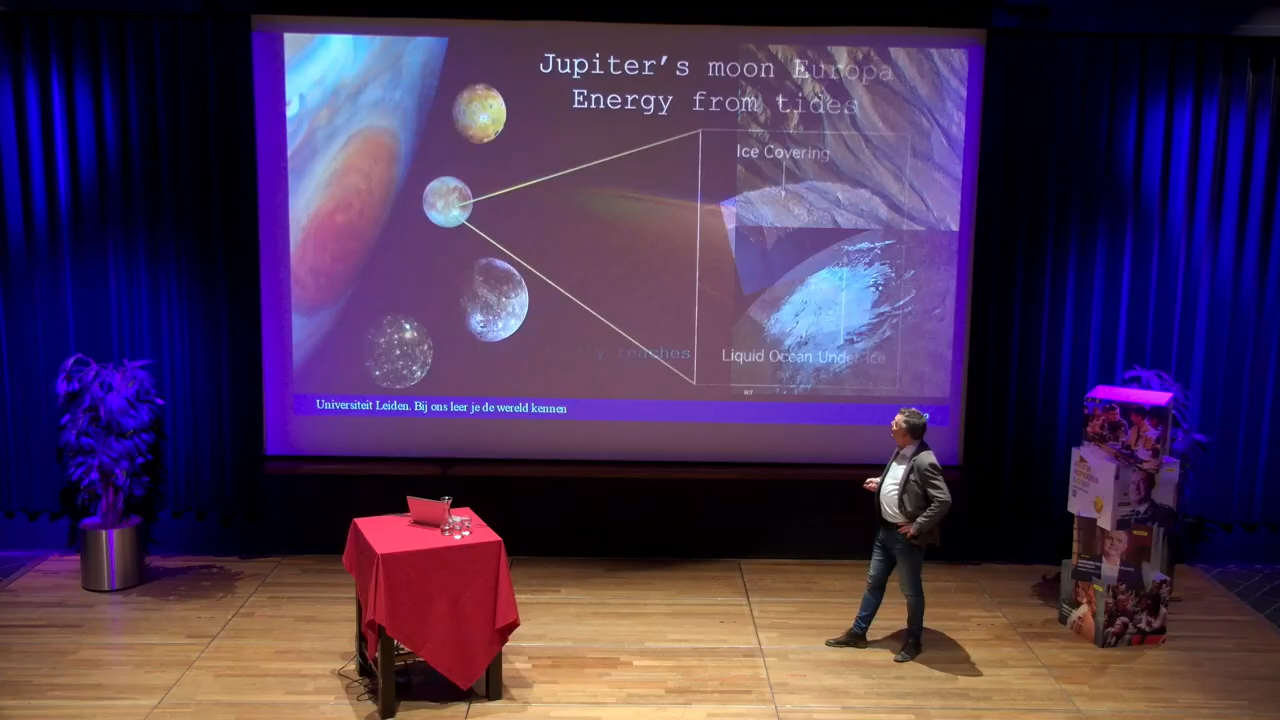 Jupiter's moon Europa
Energy from tides
Ice Covering
reaches
Liquid Ocean Under Ice
Universiteit Leiden. Bij ons leer je de wereld kennen